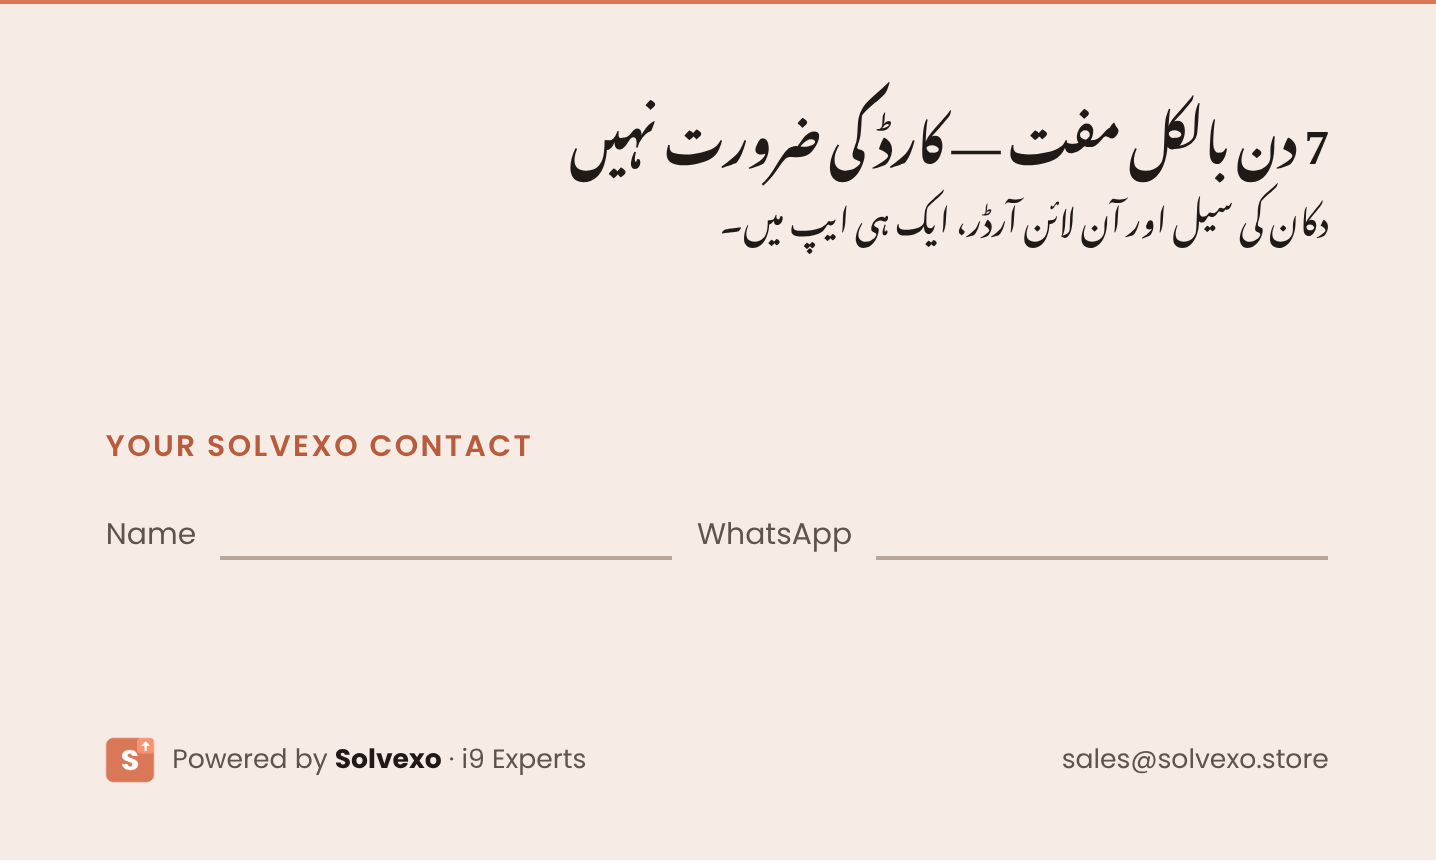 7 دن بالکل مفت — کارڈ کی ضرورت نہیں
دکان کی سیل اور آن لائن آرڈر، ایک ہی ایپ میں۔
YOUR SOLVEXO CONTACT
Name WhatsApp
S Powered by Solvexo · i9 Experts sales@solvexo.store